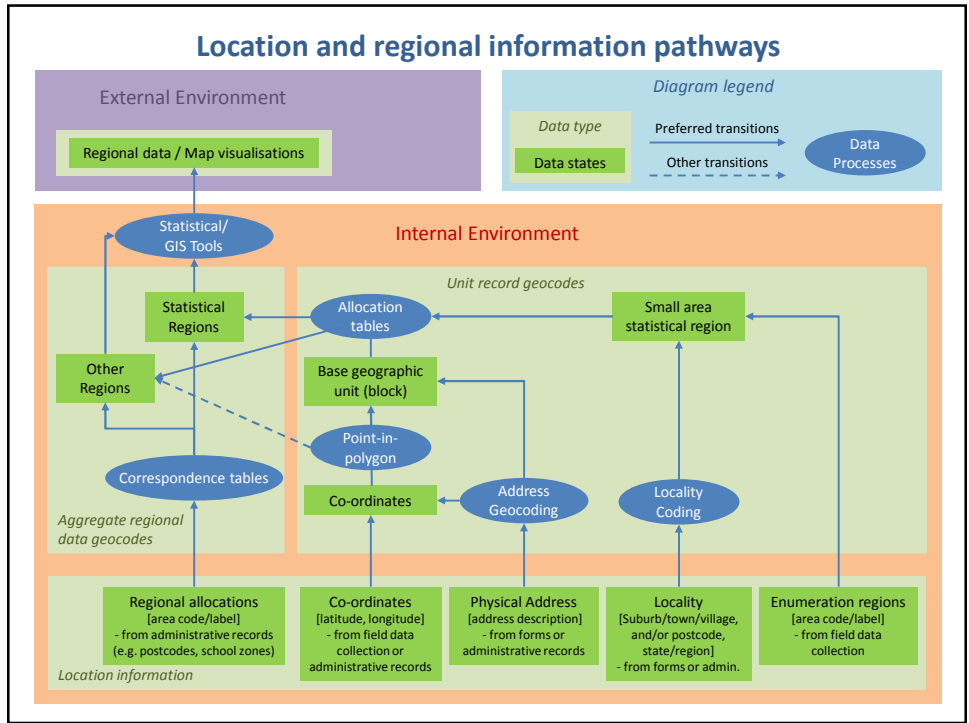 Location and regional information pathways
External Environment
Regional data / Map visualisations
Diagram legend
Data type
Data states
Preferred transitions
Other transitions
Data
Processes
Internal Environment
Statistical/
GIS Tools
Unit record geocodes
Statistical
Regions
Allocation
tables
Small area
statistical region
Other
Regions
Base geographic
unit (block)
Point-in-
polygon
Correspondence tables
Co-ordinates
Address
Geocoding
Locality
Coding
Aggregate regional
data geocodes
Regional allocations
[area code/label]
- from administrative records
(e.g. postcodes, school zones)
Co-ordinates
[latitude, longitude]
- from field data
collection or
administrative records
Physical Address
[address description]
- from forms or
administrative records
Locality
[Suburb/town/village,
and/or postcode,
state/region]
- from forms or admin.
Enumeration regions
[area code/label]
- from field data
collection
Location information